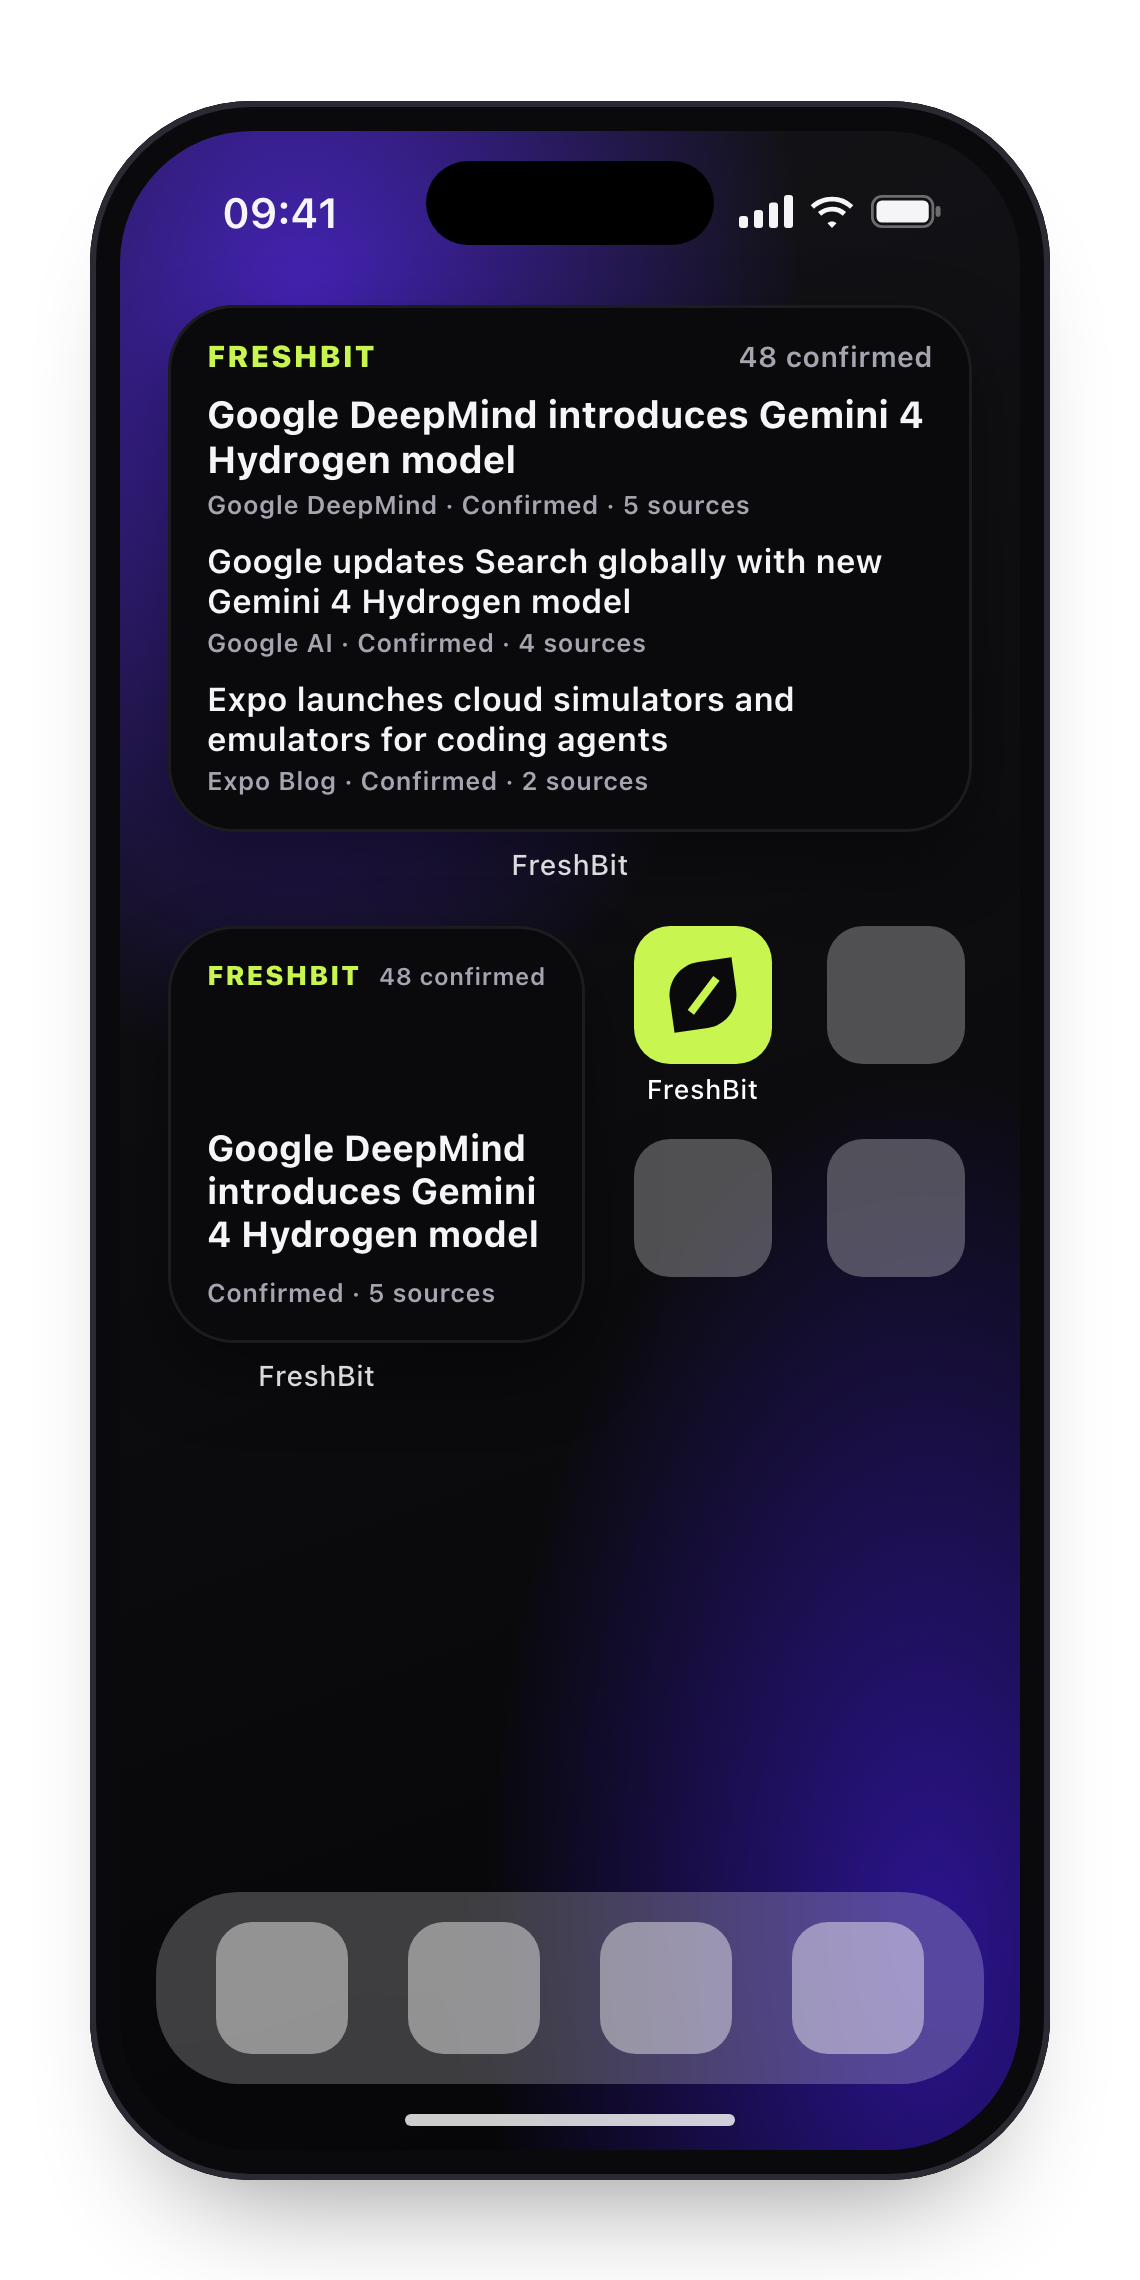 09:41
FRESHBIT 48 confirmed
Google DeepMind introduces Gemini 4
Hydrogen model
Google DeepMind · Confirmed · 5 sources
Google updates Search globally with new
Gemini 4 Hydrogen model
Google AI · Confirmed · 4 sources
Expo launches cloud simulators and
emulators for coding agents
Expo Blog · Confirmed · 2 sources
FreshBit
FRESHBIT 48 confirmed
Google DeepMind
introduces Gemini
4 Hydrogen model
Confirmed · 5 sources
FreshBit
FreshBit